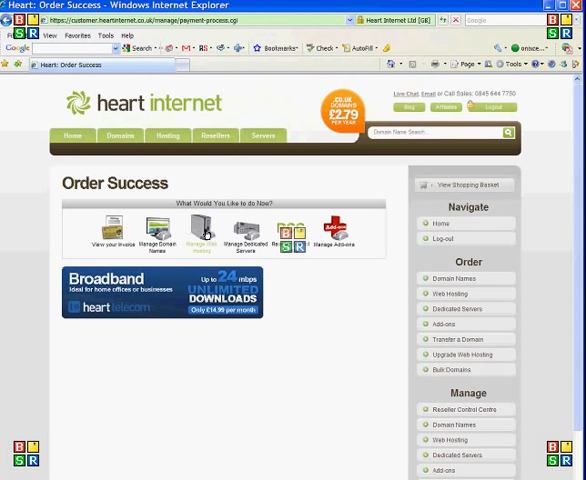 Heart: Order Success - Windows Internet Explorer
https://customer.heartinternet.co.uk/manage/payment-process.cgi
Heart Internet Ltd [GB]
Google
View Favorites Tools Help
Google
Search
Bookmarks
Check
AutoFill
Heart: Order Success
Page
Tools
heart internet
.CO.UK
DOMAINS
£2.79
PER YEAR
Live Chat, Email or Call Sales: 0845 644 7750
Blog
Affiliates
Logout
Home
Domains
Hosting
Resellers
Servers
Domain Name Search...
Order Success
What Would You Like to do Now?
View your Invoice
Manage Domain
Names
Manage Web
Hosting
Manage Dedicated
Servers
Add-ons
Manage Add-ons
Broadband
Ideal for home offices or businesses
heart telecom
Up to 24 mbps
UNLIMITED
DOWNLOADS
Only £14.99 per month
View Shopping Basket
Navigate
Home
Log-out
Order
Domain Names
Web Hosting
Dedicated Servers
Add-ons
Transfer a Domain
Upgrade Web Hosting
Bulk Domains
Manage
Reseller Control Centre
Domain Names
Web Hosting
Dedicated Servers
Add-ons
B
S R
B
S R
B
S R
B
S R
B
S R